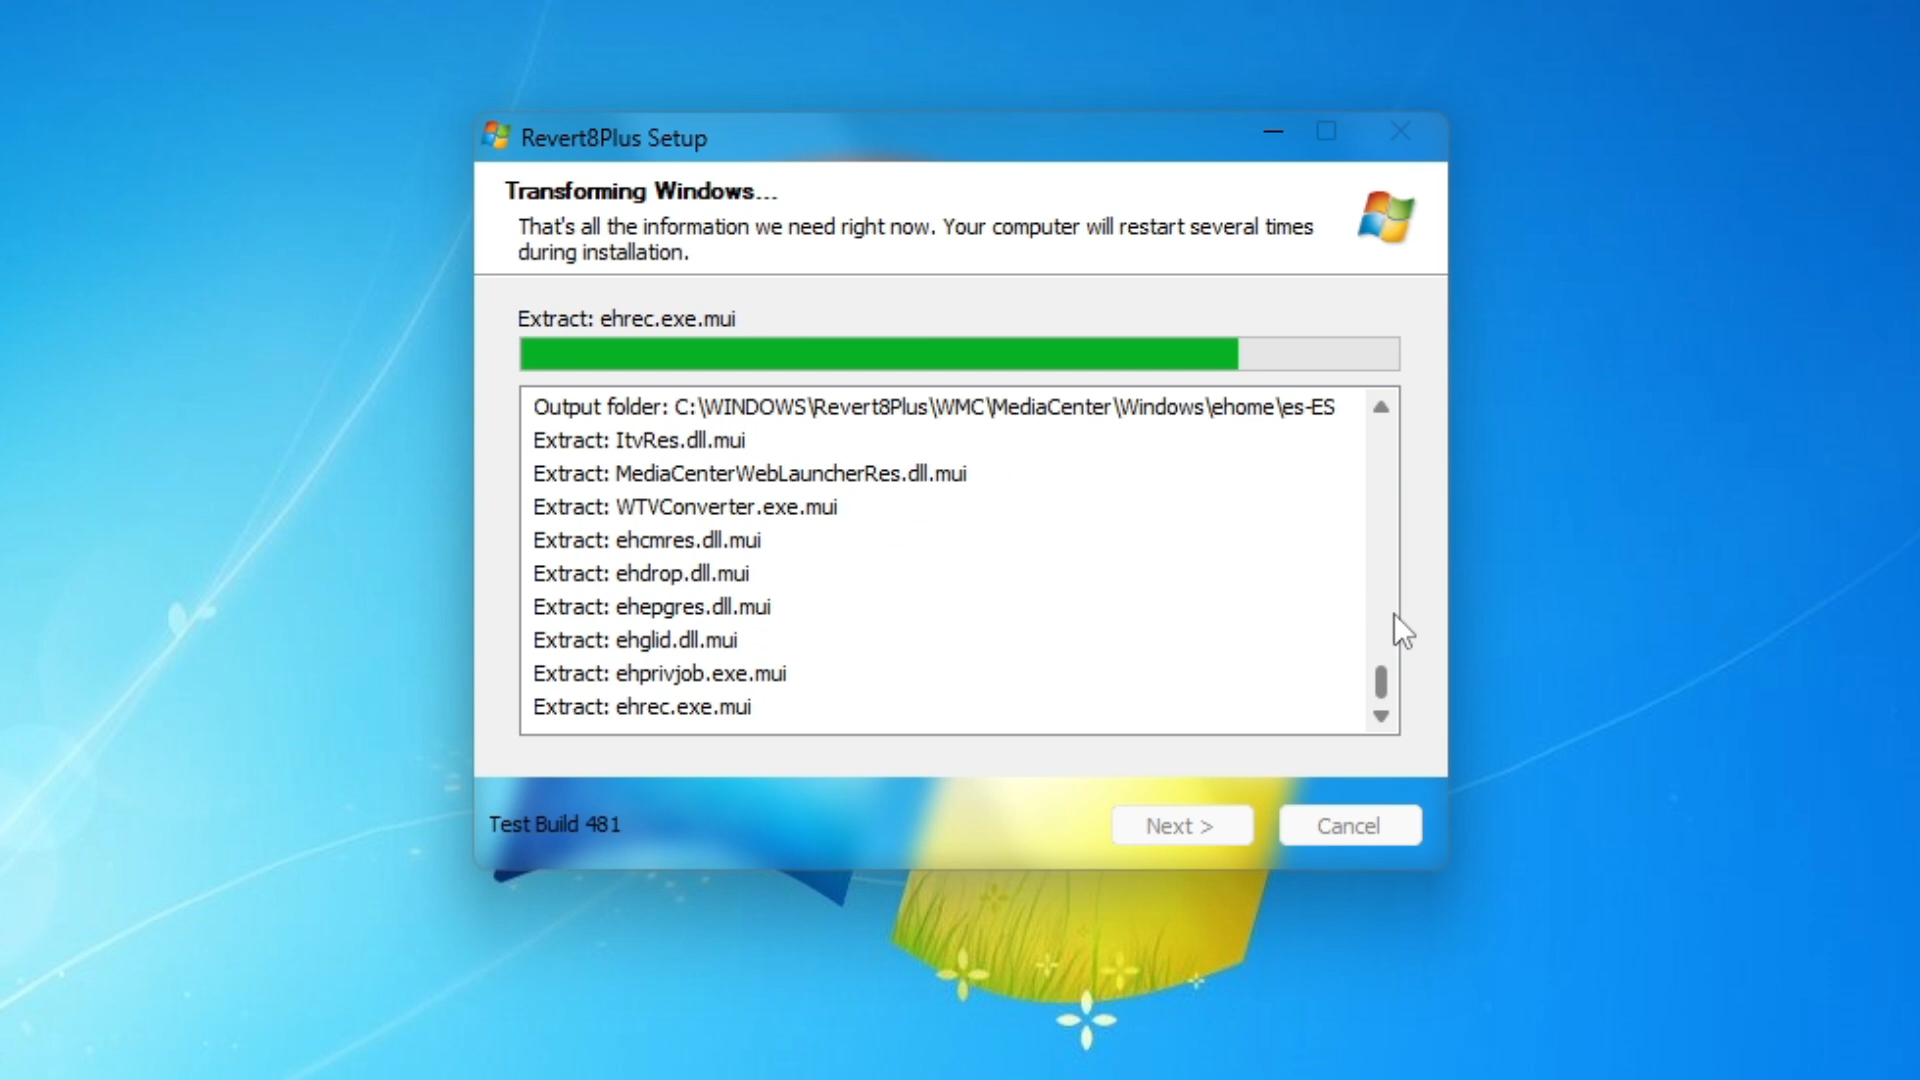 Revert8Plus Setup
Transforming Windows...
That's all the information we need right now. Your computer will restart several times
during installation.
Extract: ehrec.exe.mui
Output folder: C:\WINDOWS\Revert8Plus\WMC\MediaCenter\Windows\ehome\es-ES
Extract: ItvRes.dll.mui
Extract: MediaCenterWebLauncherRes.dll.mui
Extract: WTVConverter.exe.mui
Extract: ehcmres.dll.mui
Extract: ehdrop.dll.mui
Extract: ehepgres.dll.mui
Extract: ehglid.dll.mui
Extract: ehprivjob.exe.mui
Extract: ehrec.exe.mui
Test Build 481
Next >
Cancel